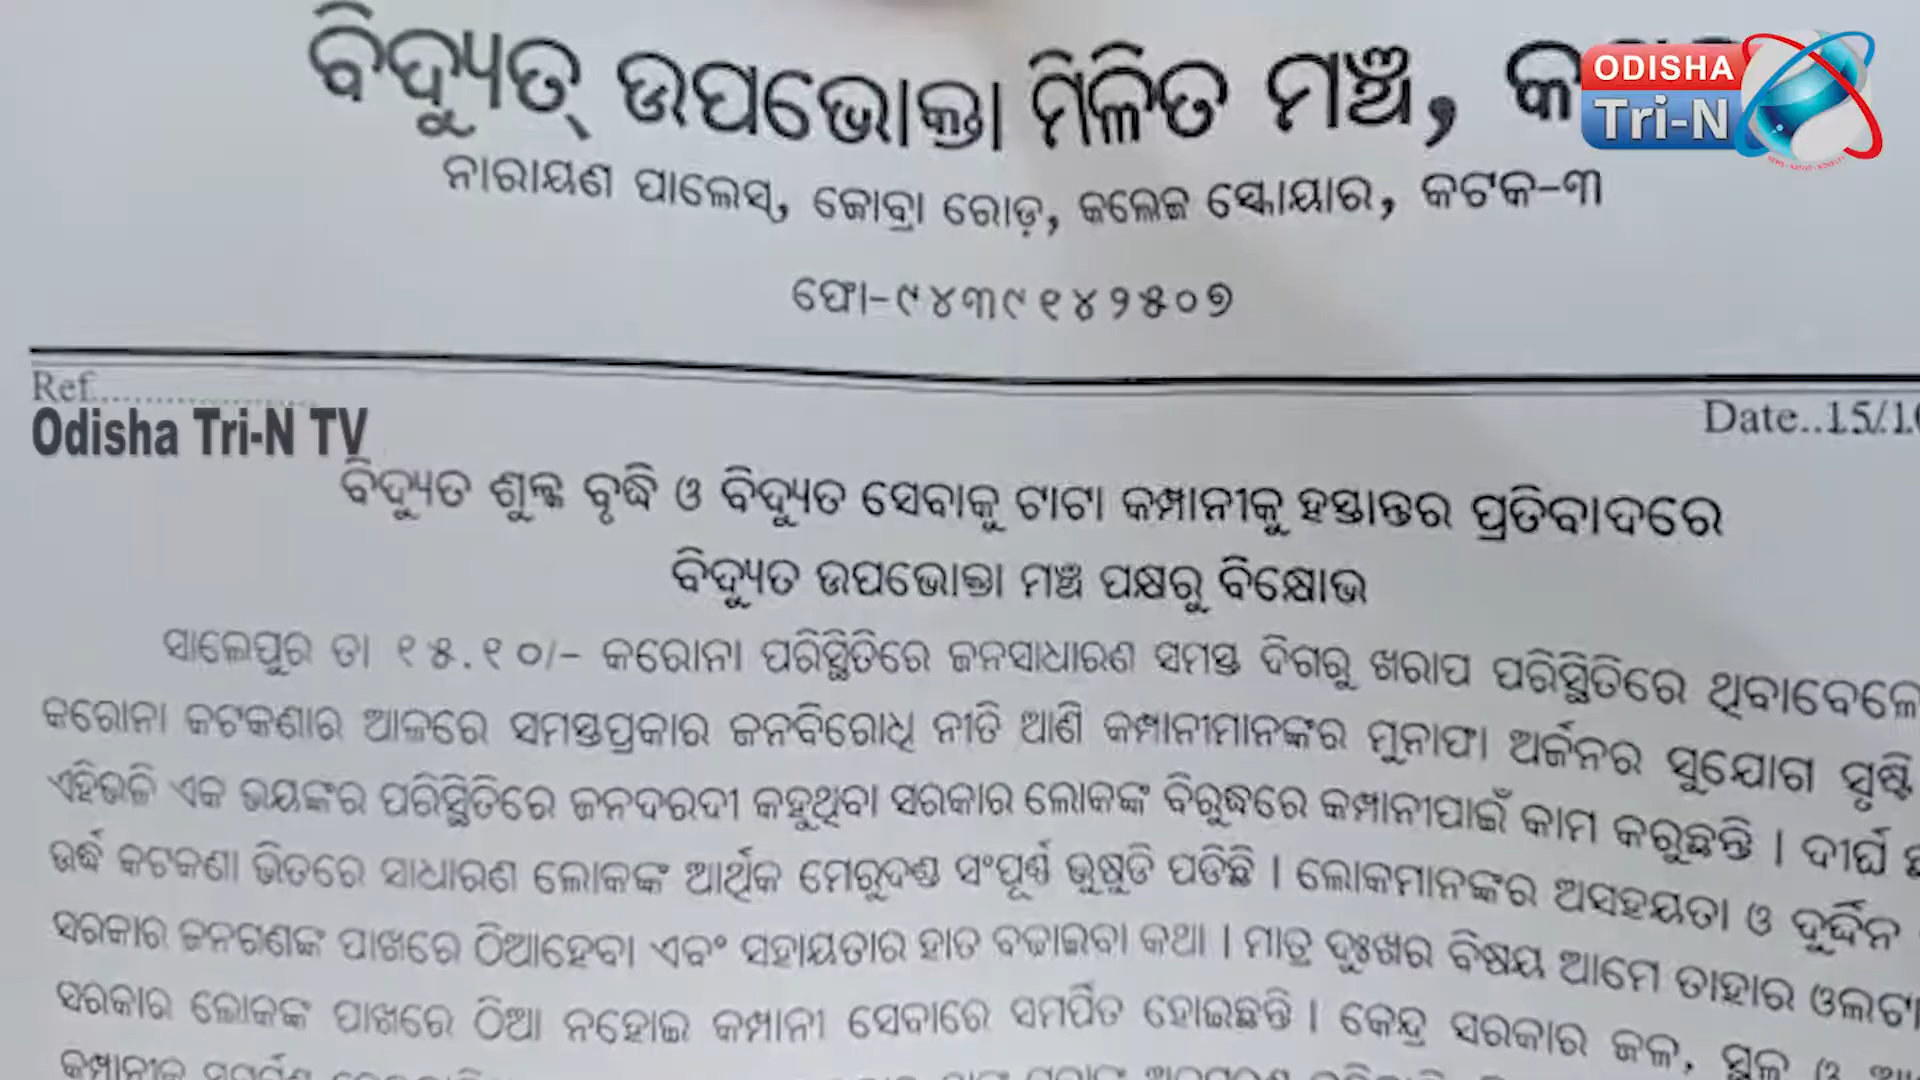 ବିଦ୍ୟୁତ୍ ଉପଭୋକ୍ତା ମିଳିତ ମଞ୍ଚ,
ODISHA
Tri-N
ନାରାୟଣ ପାଲେସ୍, ଜୋବ୍ରା ରୋଡ଼, କଲେଜ ସ୍କୋୟାର, କଟକ-୩
ଫୋ-୯୪୩୯୧୪୨୫୦୭
Ref.
Date..15/10
Odisha Tri-N TV
ବିଦ୍ୟୁତ ଶୁଳ୍କ ବୃଦ୍ଧି ଓ ବିଦ୍ୟୁତ ସେବାକୁ ଟାଟା କମ୍ପାନୀକୁ ହସ୍ତାନ୍ତର ପ୍ରତିବାଦରେ
ବିଦ୍ୟୁତ ଉପଭୋକ୍ତା ମଞ୍ଚ ପକ୍ଷରୁ ବିକ୍ଷୋଭ
ସାଲେପୁର ତା ୧୫.୧୦/- କରୋନା ପରିସ୍ଥିତିରେ ଜନସାଧାରଣ ସମସ୍ତ ଦିଗରୁ ଖରାପ ପରିସ୍ଥିତିରେ ଥିବାବେଳେ
କରୋନା କଟକଣାର ଆଳରେ ସମସ୍ତପ୍ରକାର ଜନବିରୋଧି ନୀତି ଆଣି କମ୍ପାନୀମାନଙ୍କର ମୁନାଫା ଅର୍ଜନର ସୁଯୋଗ ସୃଷ୍ଟି
ଏହିଭଳି ଏକ ଭୟଙ୍କର ପରିସ୍ଥିତିରେ ଜନଦରଦୀ କହୁଥିବା ସରକାର ଲୋକଙ୍କ ବିରୁଦ୍ଧରେ କମ୍ପାନୀପାଇଁ କାମ କରୁଛନ୍ତି । ଦୀର୍ଘ
ଉର୍ଦ୍ଧ କଟକଣା ଭିତରେ ସାଧାରଣ ଲୋକଙ୍କ ଆର୍ଥିକ ମେରୁଦଣ୍ଡ ସଂପୂର୍ଣ୍ଣ ଭୁଷୁଡି ପଡିଛି । ଲୋକମାନଙ୍କର ଅସହାୟତା ଓ ଦୁର୍ଦ୍ଦିନ
ସରକାର ଜନଗଣଙ୍କ ପାଖରେ ଠିଆହେବା ଏବଂ ସହାୟତାର ହାତ ବଢାଇବା କଥା । ମାତ୍ର ଦୁଃଖର ବିଷୟ ଆମେ ତାହାର ଓଲଟା
ସରକାର ଲୋକଙ୍କ ପାଖରେ ଠିଆ ନହୋଇ କମ୍ପାନୀ ସେବାରେ ସମର୍ପିତ ହୋଇଛନ୍ତି । କେନ୍ଦ୍ର ସରକାର ଜଳ, ସ୍ଥଳ ଓ